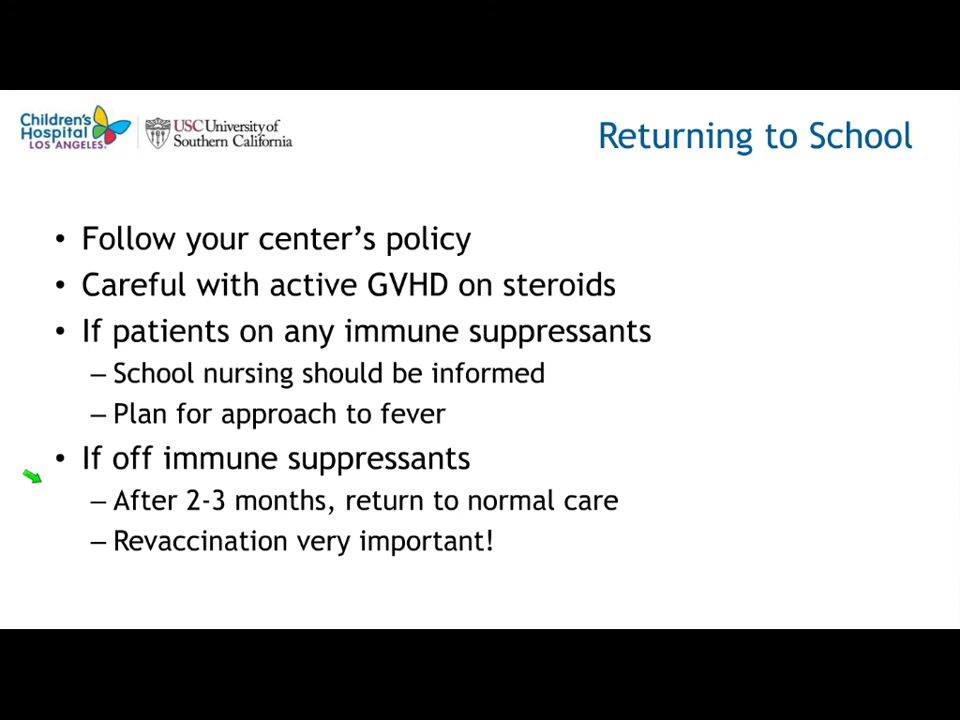 Children's
Hospital
LOS ANGELES
USC University of
Southern California
Returning to School
• Follow your center's policy
• Careful with active GVHD on steroids
• If patients on any immune suppressants
– School nursing should be informed
– Plan for approach to fever
• If off immune suppressants
– After 2-3 months, return to normal care
– Revaccination very important!